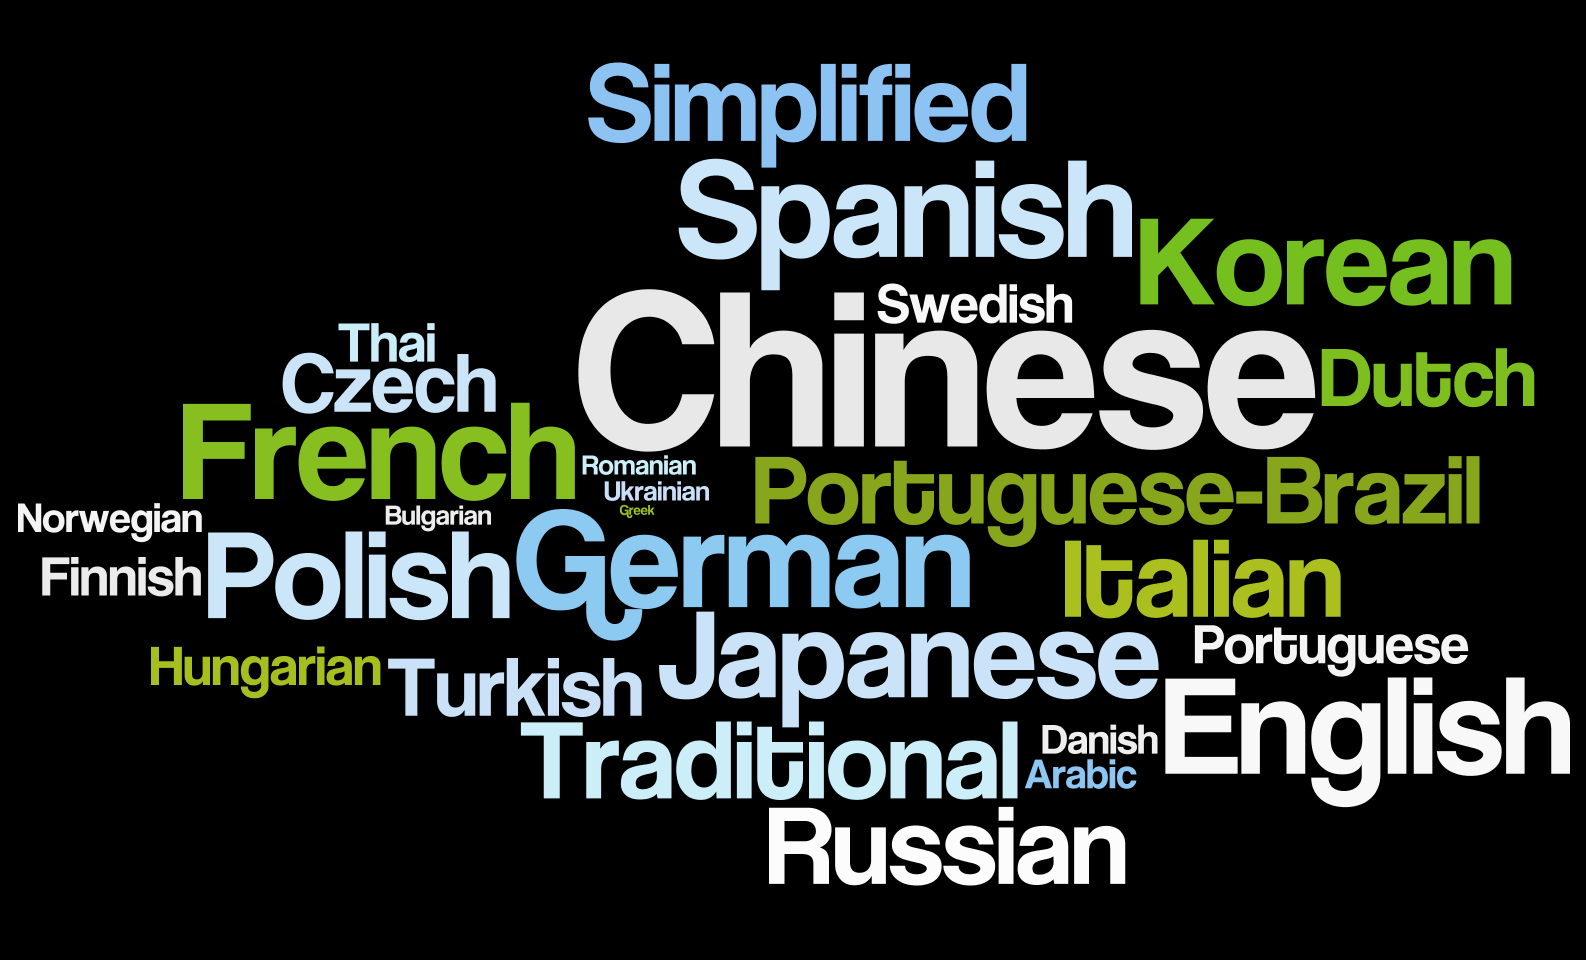 Simplified
Spanish
Korean
Swedish
Chinese
Thai
Czech
Dutch
French
Romanian
Ukrainian
Greek
Portuguese-Brazil
Norwegian
Bulgarian
Finnish
Polish
German
Italian
Hungarian
Turkish
Japanese
Portuguese
English
Traditional
Danish
Arabic
Russian